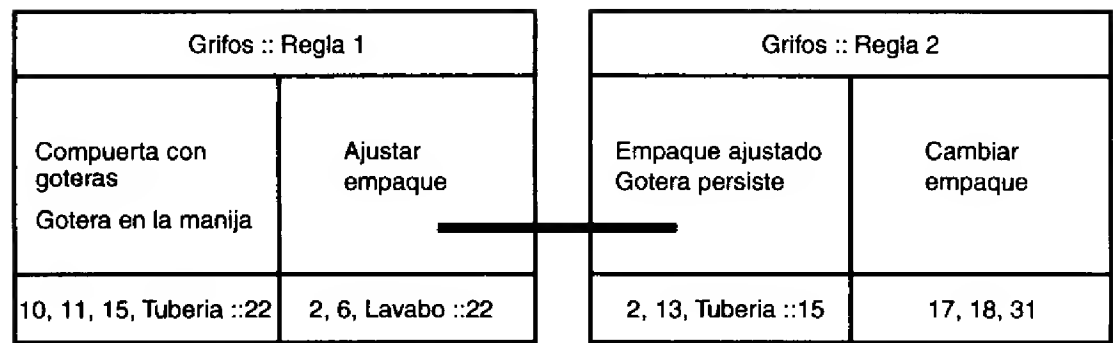 Grifos :: Regla 1
Compuerta con
goteras
Gotera en la manija
Ajustar
empaque
10, 11, 15, Tuberia ::22
2, 6, Lavabo ::22
Grifos :: Regla 2
Empaque ajustado
Gotera persiste
Cambiar
empaque
2, 13, Tuberia ::15
17, 18, 31